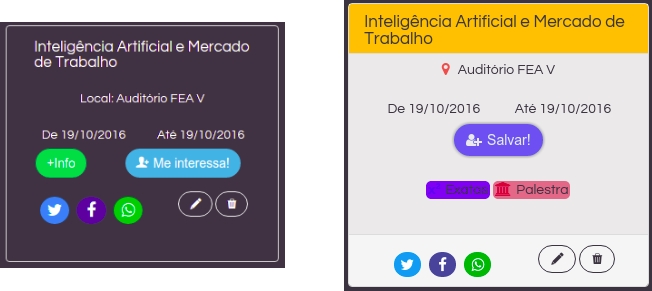 Inteligência Artificial e Mercado
de Trabalho
Local: Auditório FEA V
De 19/10/2016 Até 19/10/2016
+Info Me interessa!
Inteligência Artificial e Mercado de
Trabalho
Auditório FEA V
De 19/10/2016 Até 19/10/2016
Salvar!
Exatas Palestra